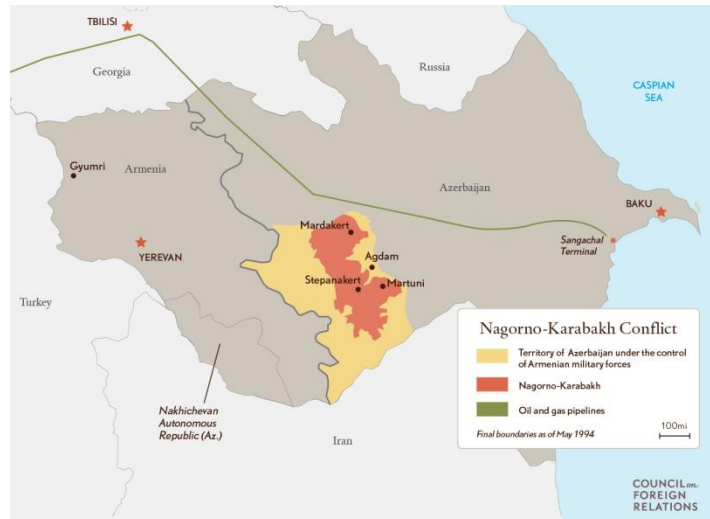 TBILISI
Georgia
Russia
CASPIAN
SEA
Gyumri
Armenia
Azerbaijan
Mardakert
BAKU
YEREVAN
Agdam
Sangachal
Terminal
Stepanakert
Martuni
Turkey
Nagorno-Karabakh Conflict
Territory of Azerbaijan under the control
of Armenian military forces
Nagorno-Karabakh
Oil and gas pipelines
Final boundaries as of May 1994
100mi
Nakhichevan
Autonomous
Republic (Az.)
Iran
COUNCIL on
FOREIGN
RELATIONS